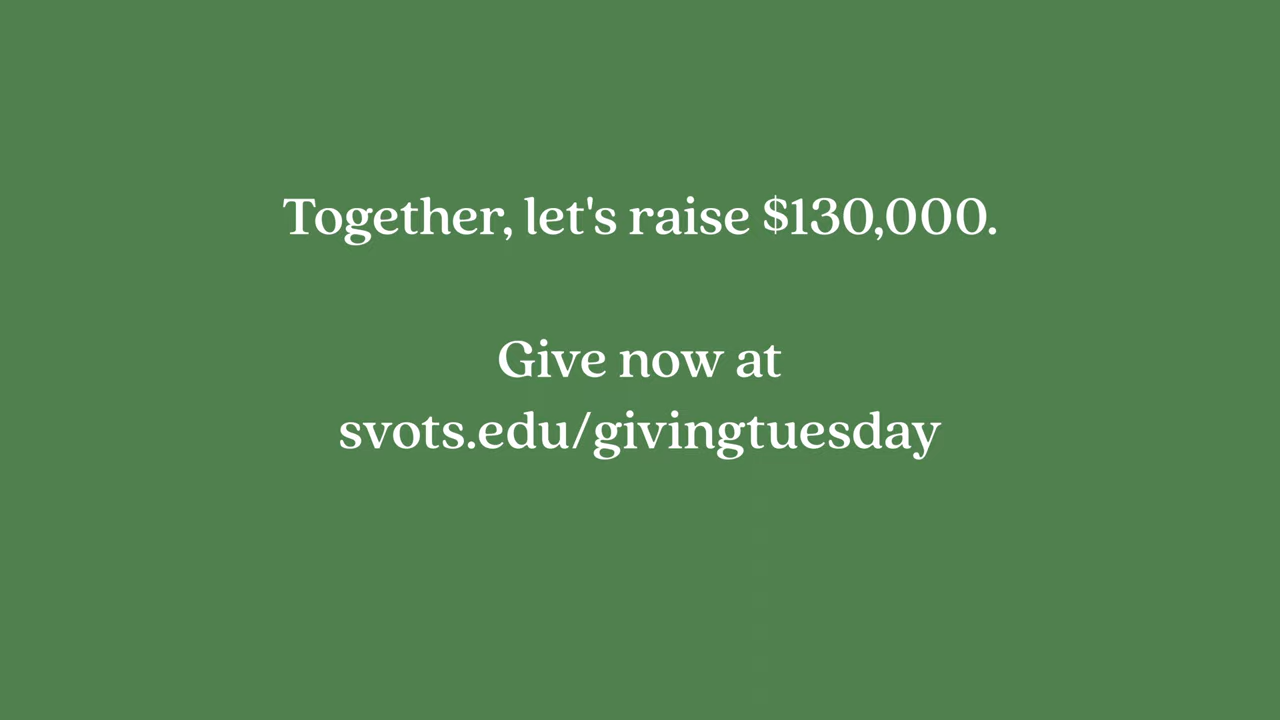 Together, let's raise $130,000.
Give now at
svots.edu/givingtuesday